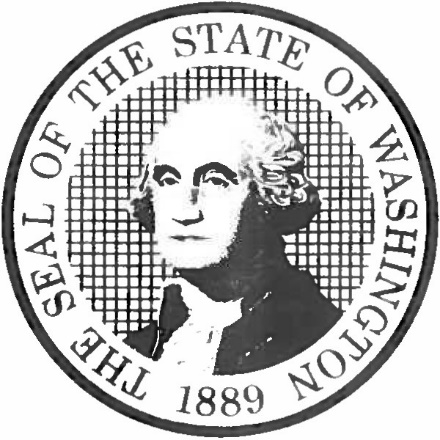 THE SEAL OF THE STATE OF WASHINGTON
1889